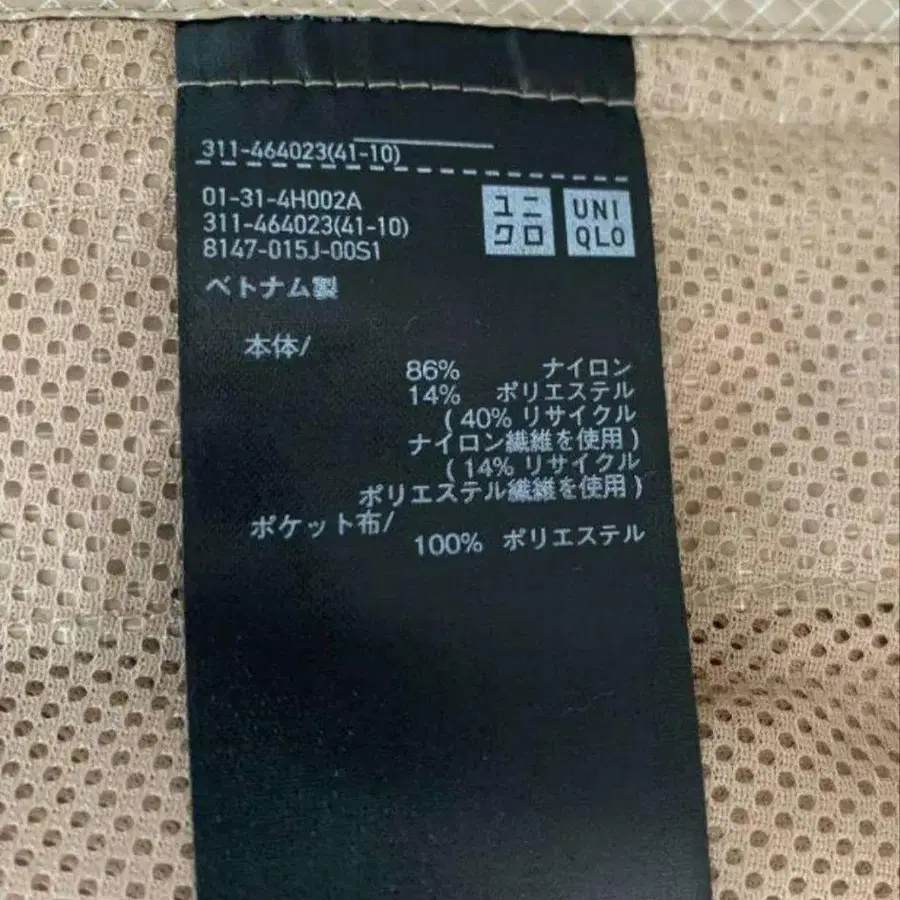 311-464023(41-10)
01-31-4H002A
311-464023(41-10)
8147-015J-00S1
ユニ
クロ
UNI
QLO
ベトナム製
本体/
86% ナイロン
14% ポリエステル
( 40% リサイクル
ナイロン繊維を使用 )
( 14% リサイクル
ポリエステル繊維を使用 )
ポケット布/
100% ポリエステル